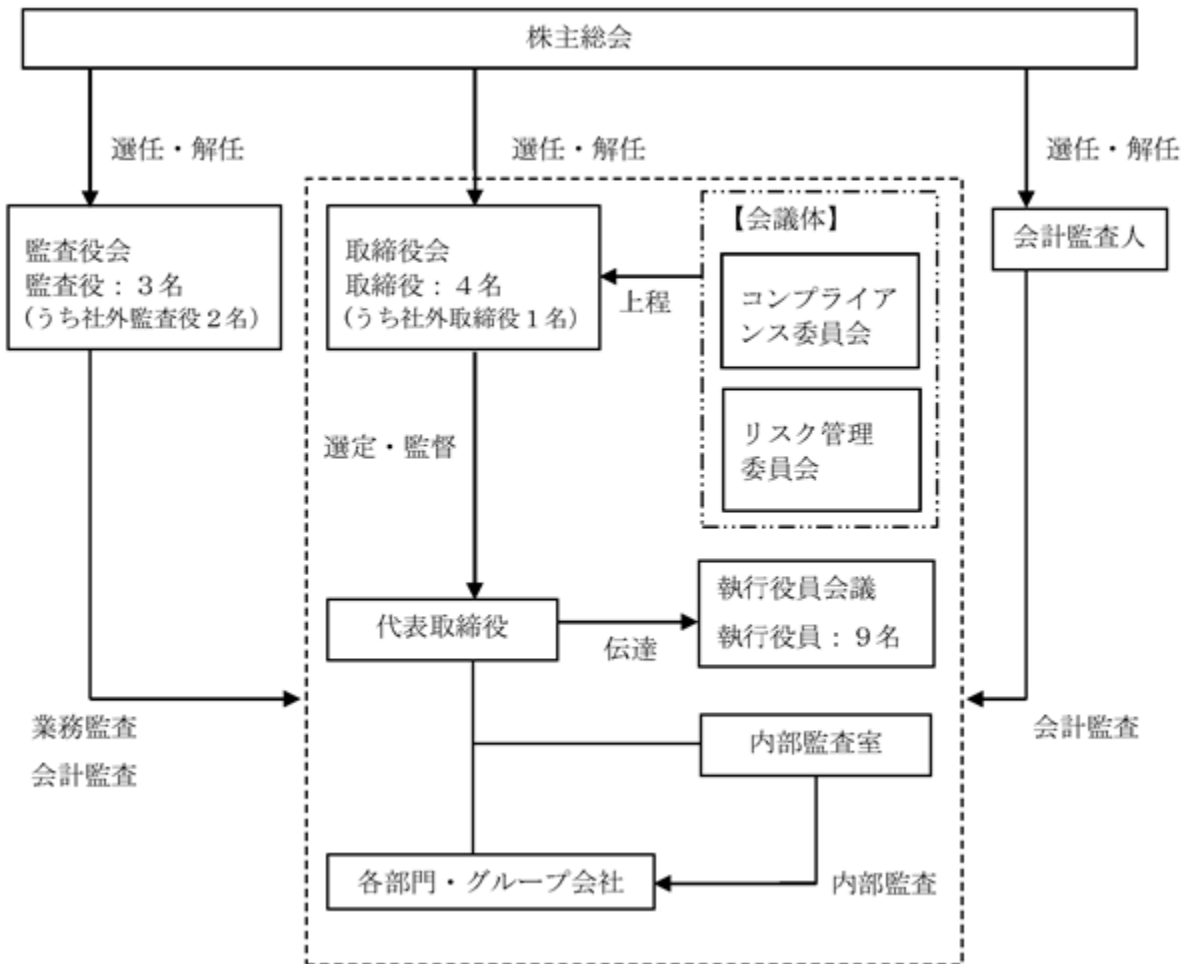 株主総会
選任・解任
選任・解任
選任・解任
監査役会
監査役：３名
（うち社外監査役２名）
取締役会
取締役：４名
（うち社外取締役１名）
上程
【会議体】
コンプライア
ンス委員会
リスク管理
委員会
会計監査人
選定・監督
代表取締役
伝達
執行役員会議
執行役員：９名
業務監査
会計監査
会計監査
内部監査室
各部門・グループ会社
内部監査